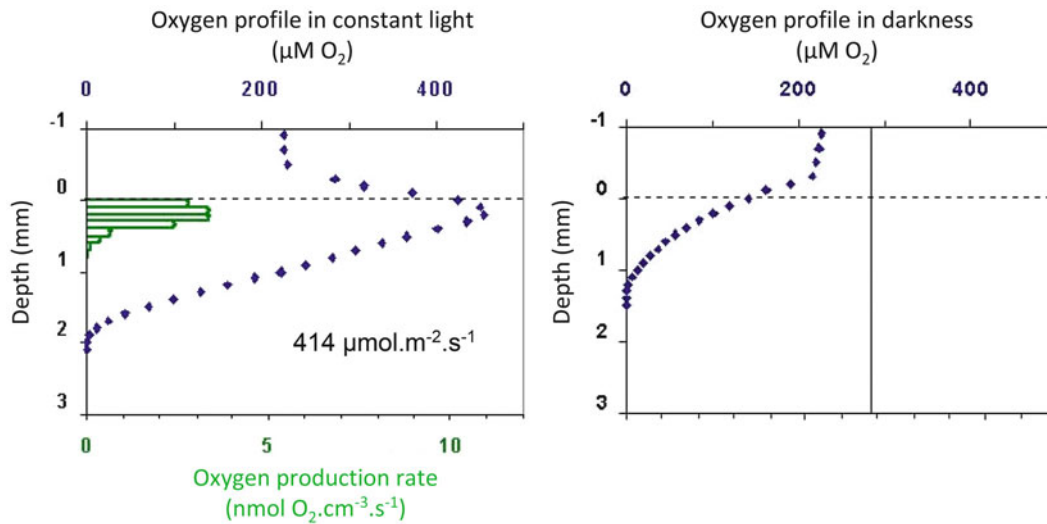 Oxygen profile in constant light
(µM O₂)
0 200 400
-1
0
1
2
3
Depth (mm)
414 µmol.m⁻².s⁻¹
0 5 10
Oxygen production rate
(nmol O₂.cm⁻³.s⁻¹)
Oxygen profile in darkness
(µM O₂)
0 200 400
-1
0
1
2
3
Depth (mm)